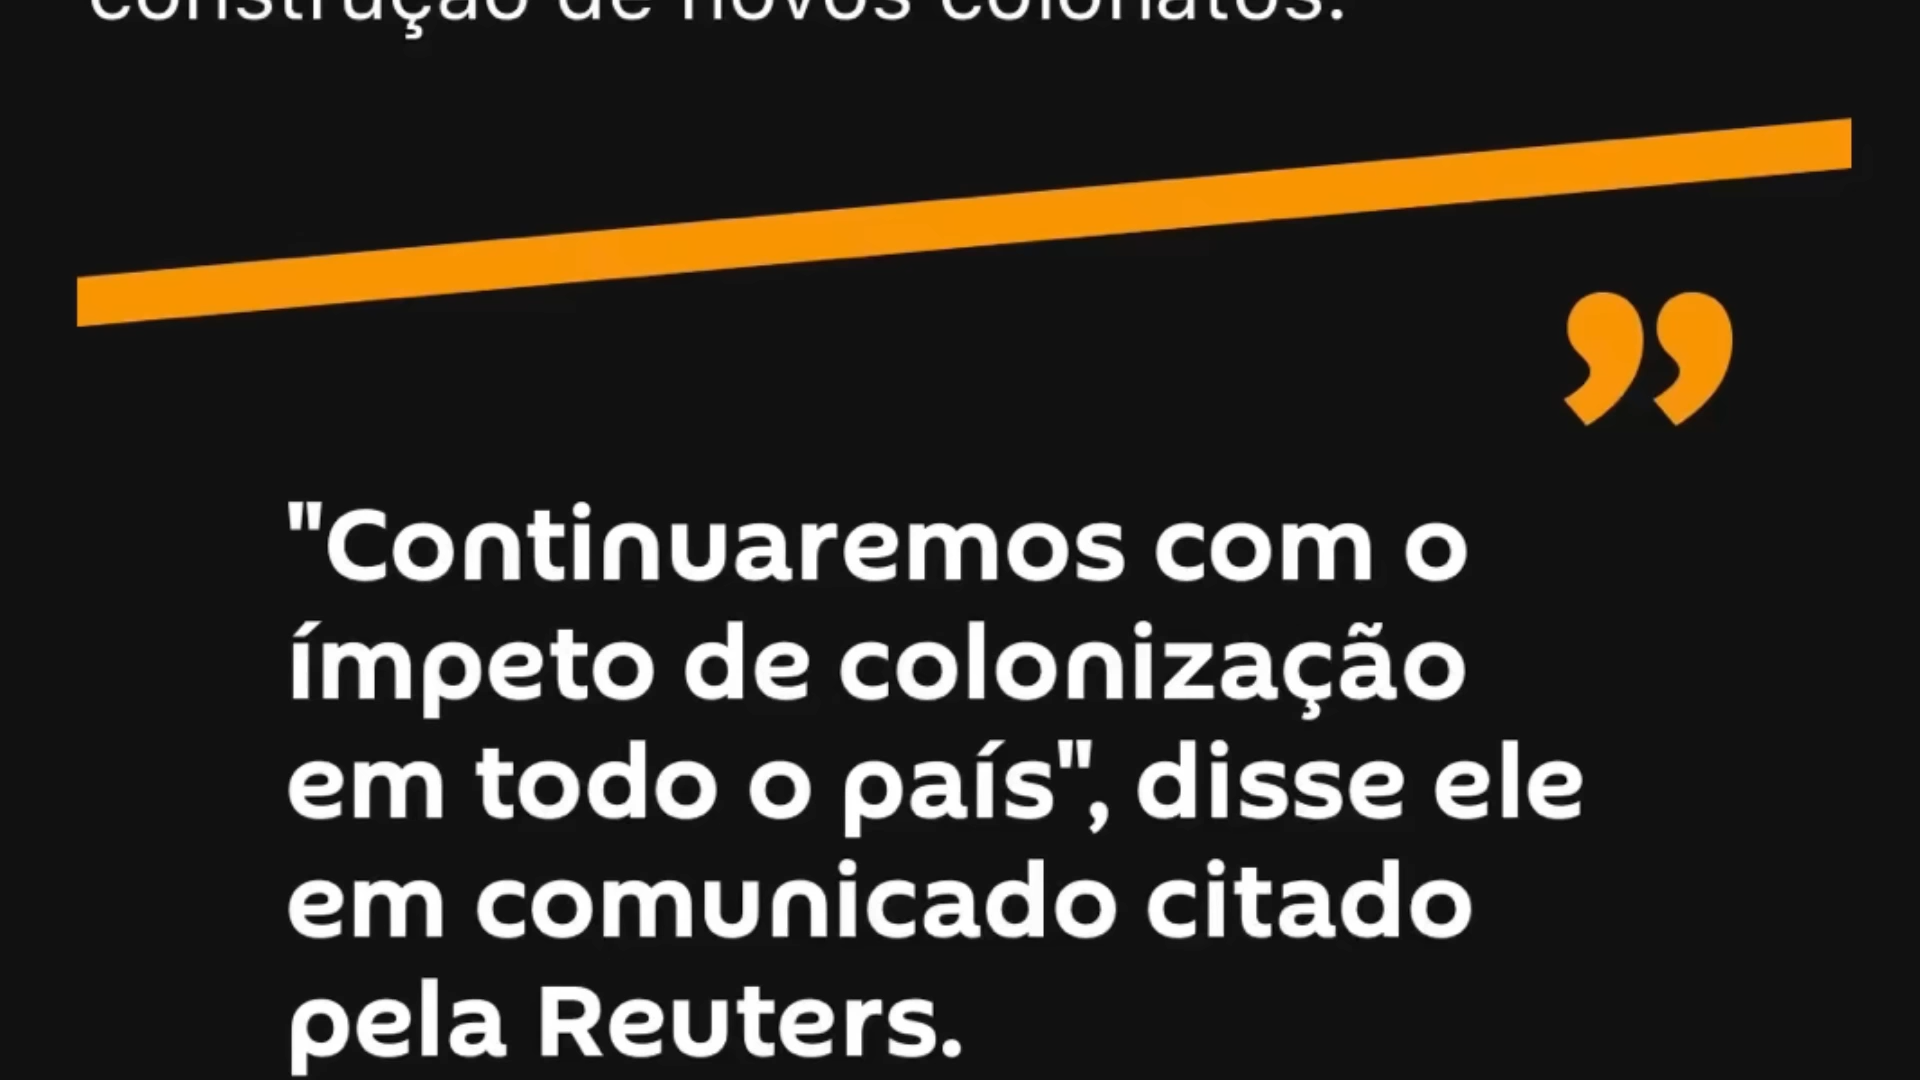 construção de novos colonatos.
"Continuaremos com o
ímpeto de colonização
em todo o país", disse ele
em comunicado citado
pela Reuters.